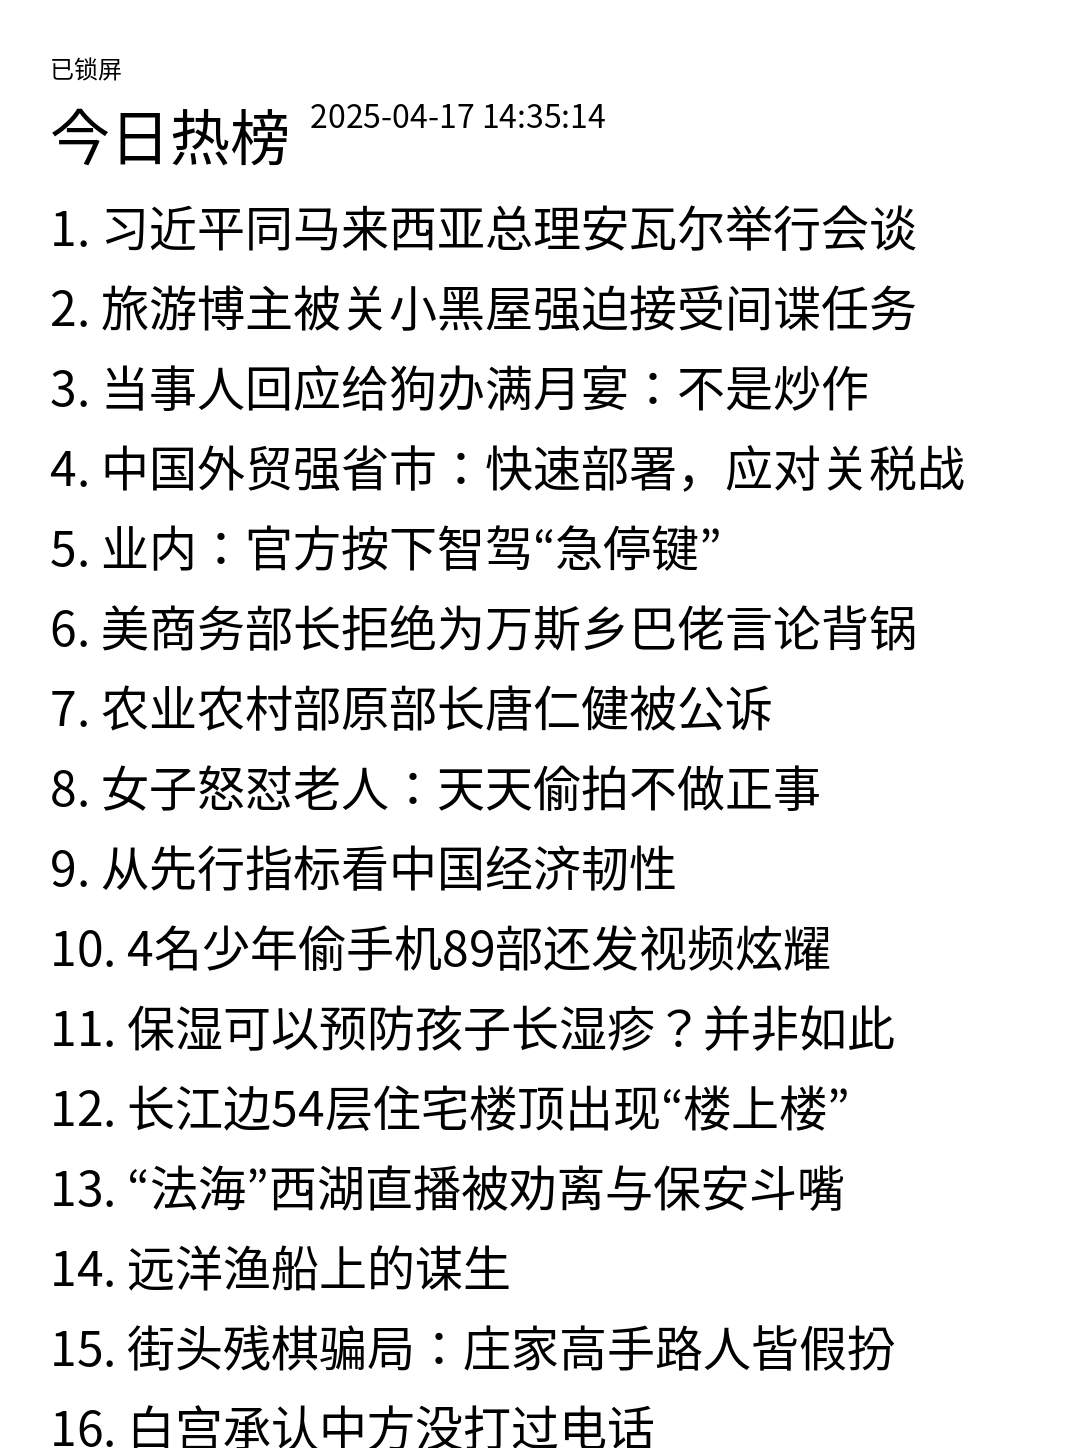 已锁屏
今日热榜 2025-04-17 14:35:14
1. 习近平同马来西亚总理安瓦尔举行会谈
2. 旅游博主被关小黑屋强迫接受间谍任务
3. 当事人回应给狗办满月宴：不是炒作
4. 中国外贸强省市：快速部署，应对关税战
5. 业内：官方按下智驾“急停键”
6. 美商务部长拒绝为万斯乡巴佬言论背锅
7. 农业农村部原部长唐仁健被公诉
8. 女子怒怼老人：天天偷拍不做正事
9. 从先行指标看中国经济韧性
10. 4名少年偷手机89部还发视频炫耀
11. 保湿可以预防孩子长湿疹？并非如此
12. 长江边54层住宅楼顶出现“楼上楼”
13. “法海”西湖直播被劝离与保安斗嘴
14. 远洋渔船上的谋生
15. 街头残棋骗局：庄家高手路人皆假扮
16. 白宫承认中方没打过电话